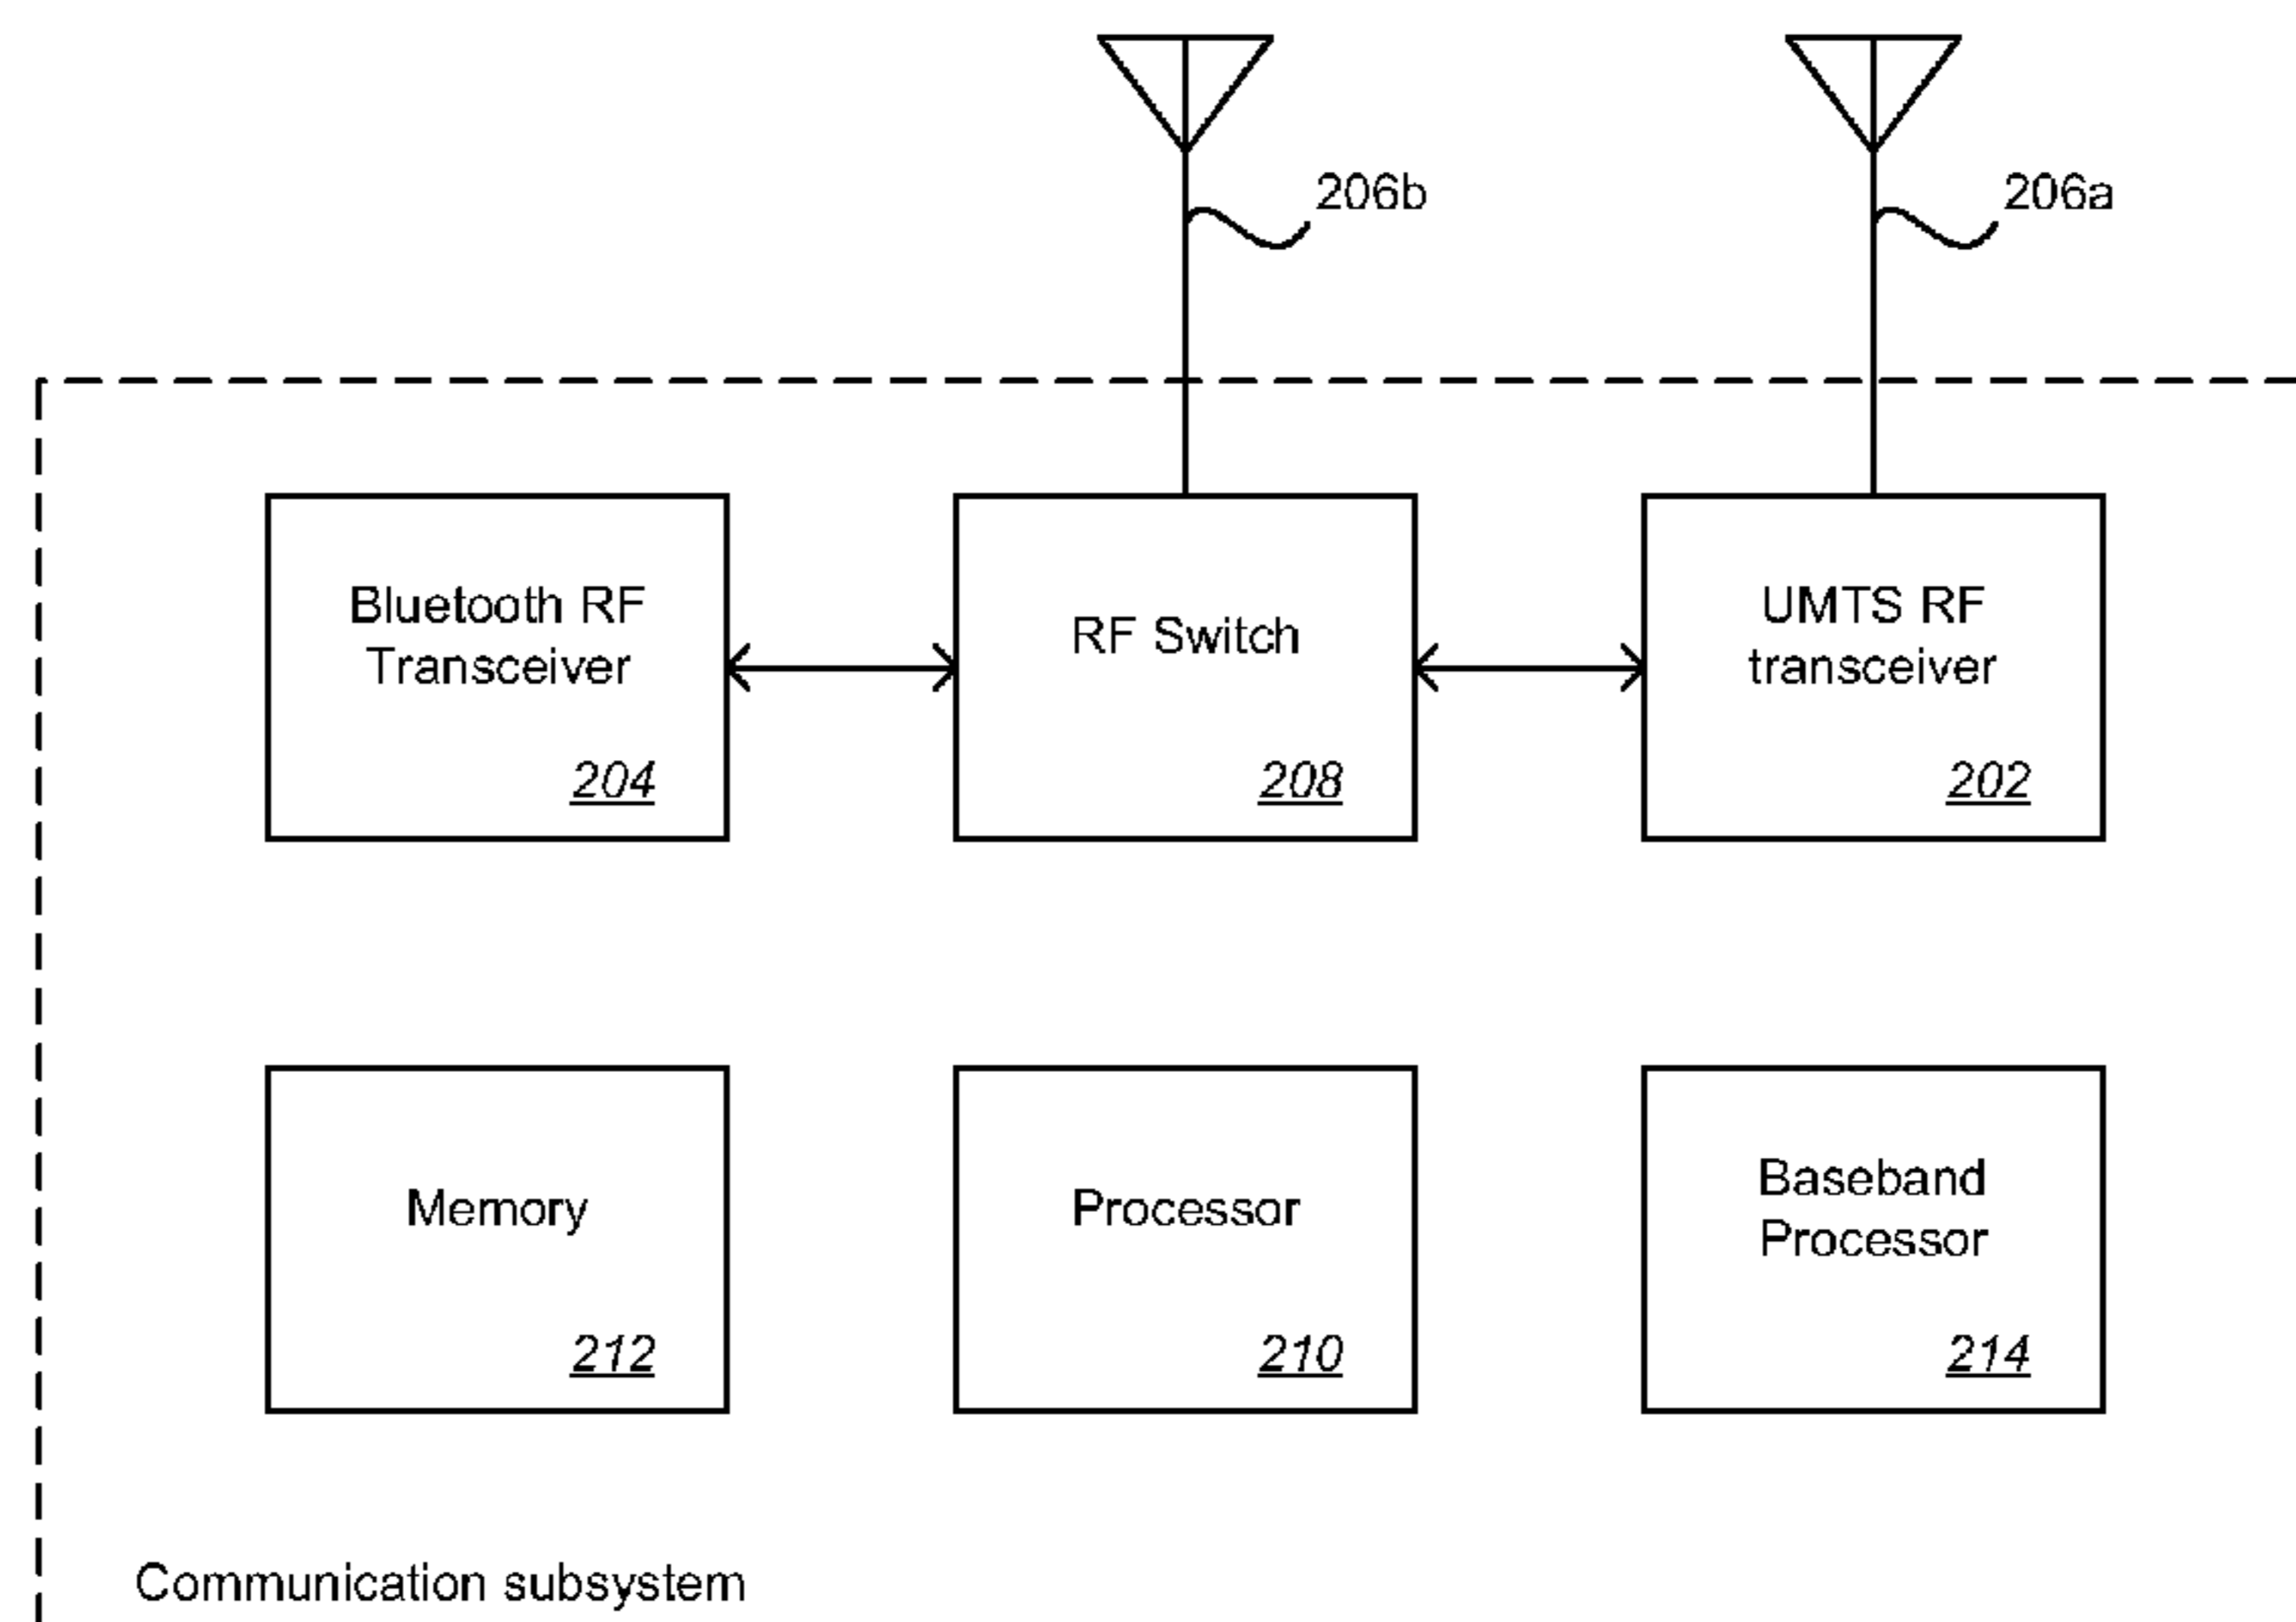 206b
206a
Bluetooth RF
Transceiver
204
RF Switch
208
UMTS RF
transceiver
202
Memory
212
Processor
210
Baseband
Processor
214
Communication subsystem